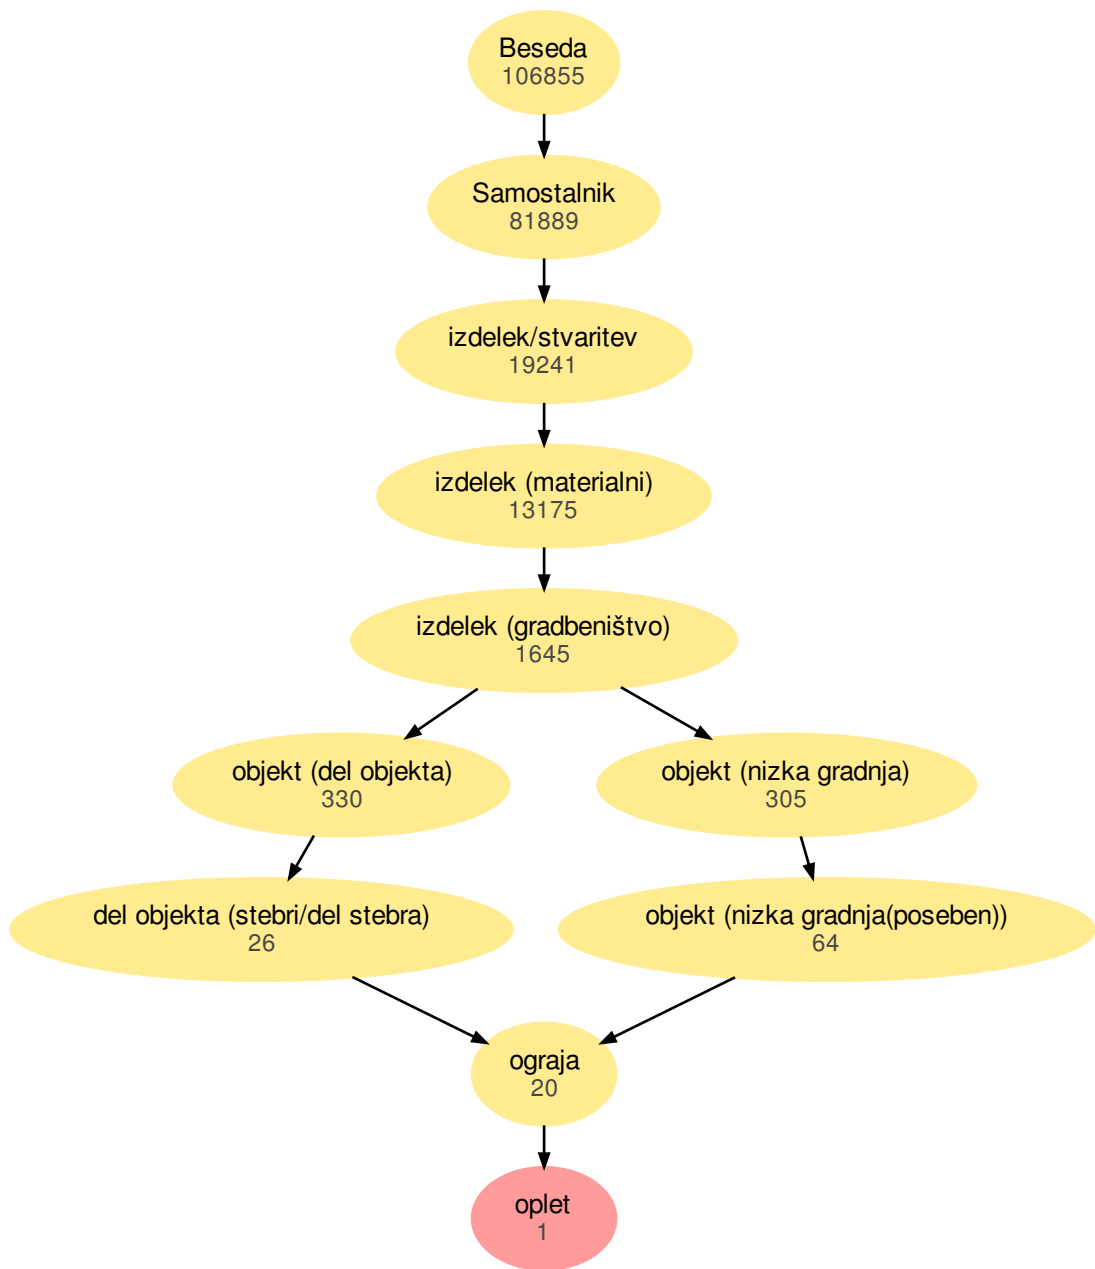 Beseda
106855
Samostalnik
81889
izdelek/stvaritev
19241
izdelek (materialni)
13175
izdelek (gradbeništvo)
1645
objekt (del objekta)
330
objekt (nizka gradnja)
305
del objekta (stebri/del stebra)
26
objekt (nizka gradnja(poseben))
64
ograja
20
oplet
1